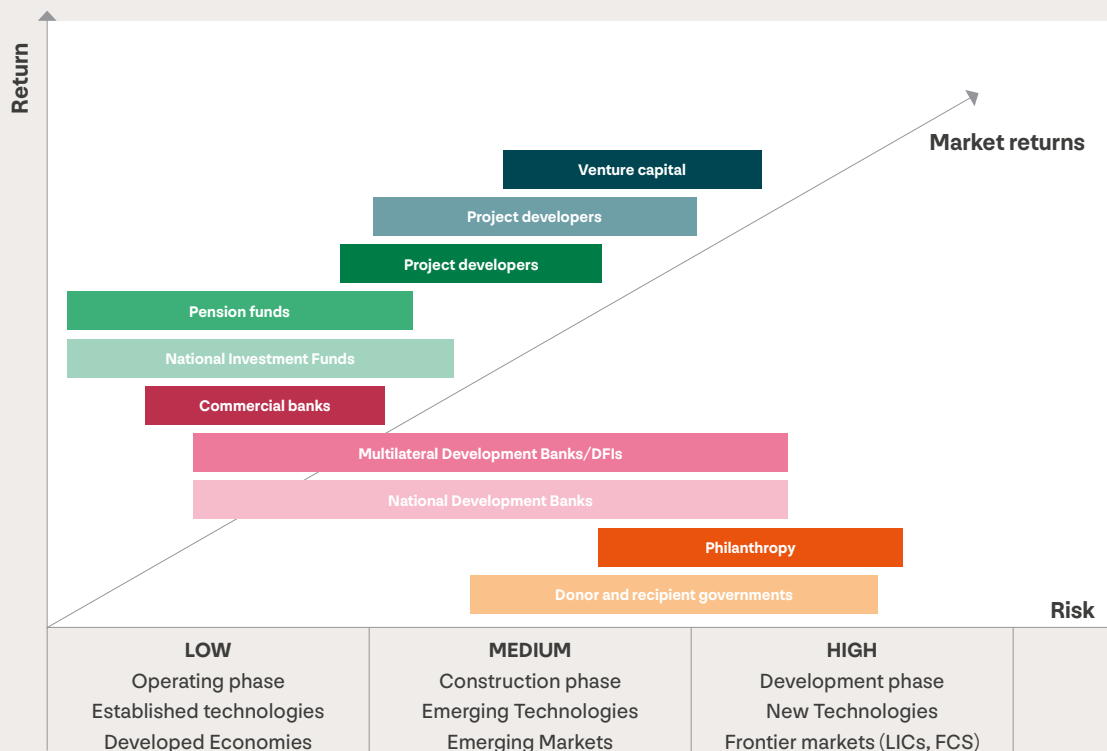 Return
Market returns
Venture capital
Project developers
Project developers
Pension funds
National Investment Funds
Commercial banks
Multilateral Development Banks/DFIs
National Development Banks
Philanthropy
Donor and recipient governments
Risk
LOW
Operating phase
Established technologies
Developed Economies
MEDIUM
Construction phase
Emerging Technologies
Emerging Markets
HIGH
Development phase
New Technologies
Frontier markets (LICs, FCS)